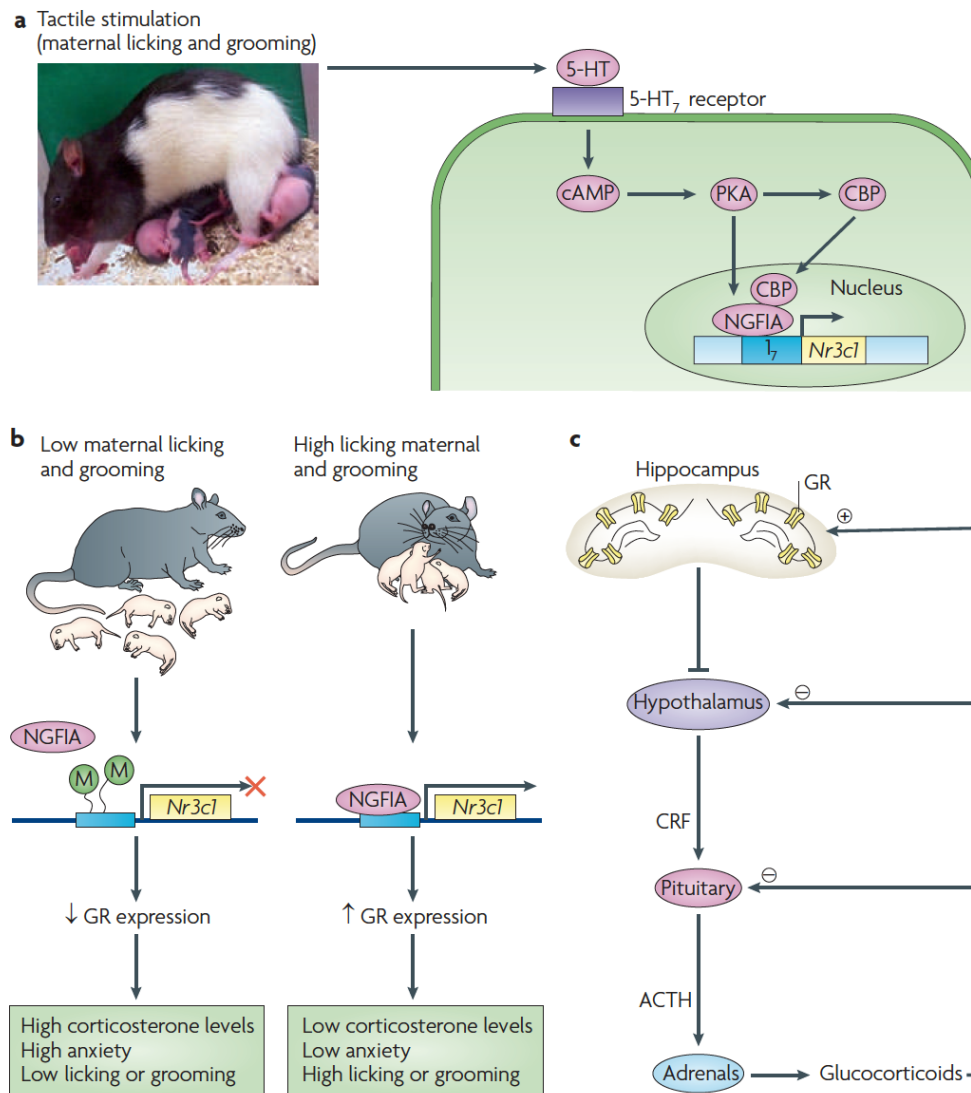 a Tactile stimulation
(maternal licking and grooming)
5-HT
5-HT₇ receptor
cAMP
PKA
CBP
CBP
Nucleus
NGFIA
1₇
Nr3c1
b Low maternal licking
and grooming
High licking maternal
and grooming
NGFIA
M
M
Nr3c1
NGFIA
Nr3c1
↓ GR expression
↑ GR expression
High corticosterone levels
High anxiety
Low licking or grooming
Low corticosterone levels
Low anxiety
High licking or grooming
c
Hippocampus
GR
+
Hypothalamus
−
CRF
Pituitary
−
ACTH
Adrenals
Glucocorticoids